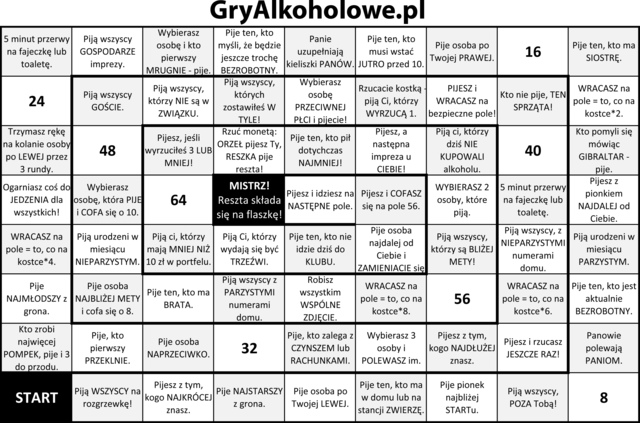 GryAlkoholowe.pl
5 minut przerwy
na fajeczkę lub
toaletę.
Piją wszyscy
GOSPODARZE
imprezy.
Wybierasz
osobę i kto
pierwszy
MRUGNIE - pije.
Pije ten, kto
myśli, że będzie
jeszcze trochę
BEZROBOTNY.
Panie
uzupełniają
kieliszki PANÓW.
Pije ten, kto
musi wstać
JUTRO przed 10.
Pije osoba po
Twojej PRAWEJ.
16
Pije ten, kto ma
SIOSTRĘ.
24
Piją wszyscy
GOŚCIE.
Piją wszyscy,
którzy NIE są w
ZWIĄZKU.
Piją wszyscy,
których
zostawiłeś W
TYLE!
Wybierasz
osobę
PRZECIWNEJ
PŁCI i pijecie!
Rzucacie kostką -
piją Ci, którzy
WYRZUCĄ 1.
PIJESZ i
WRACASZ na
bezpieczne pole!
Kto nie pije, TEN
SPRZĄTA!
WRACASZ na
pole = to, co na
kostce*2.
Trzymasz rękę
na kolanie osoby
po LEWEJ przez
3 rundy.
48
Pijesz, jeśli
wyrzuciłeś 3 LUB
MNIEJ!
Rzuć monetą:
ORZEŁ pijesz Ty,
RESZKA pije
reszta!
Pije ten, kto pił
dotychczas
NAJMNIEJ!
Pijesz, a
następna
impreza u
CIEBIE!
Piją ci, którzy
dziś NIE
KUPOWALI
alkoholu.
40
Kto pomyli się
mówiąc
GIBRALTAR -
pije.
Ogarniasz coś do
JEDZENIA dla
wszystkich!
Wybierasz
osobę, która PIJE
i COFA się o 10.
64
MISTRZ!
Reszta składa
się na flaszkę!
Pijesz i idziesz na
NASTĘPNE pole.
Pijesz i COFASZ
się na pole 56.
WYBIERASZ 2
osoby, które
piją.
5 minut przerwy
na fajeczkę lub
toaletę.
Pijesz z
pionkiem
NAJDALEJ od
Ciebie.
WRACASZ na
pole = to, co na
kostce*4.
Piją urodzeni w
miesiącu
NIEPARZYSTYM.
Piją ci, którzy
mają MNIEJ NIŻ
10 zł w portfelu.
Piją Ci, którzy
wydają się być
TRZEŹWI.
Pije ten, kto nie
idzie dziś do
KLUBU.
Pije osoba
najdalej od
Ciebie i
ZAMIENIACIE się
Piją wszyscy,
którzy są BLIŻEJ
METY!
Piją wszyscy, z
NIEPARZYSTYMI
numerami
domu.
Piją urodzeni w
miesiącu
PARZYSTYM.
Pije
NAJMŁODSZY z
grona.
Pije osoba
NAJBLIŻEJ METY
i cofa się o 8.
Pije ten, kto ma
BRATA.
Piją wszyscy z
PARZYSTYMI
numerami
domu.
Robisz
wszystkim
WSPÓLNE
ZDJĘCIE.
WRACASZ na
pole = to, co na
kostce*8.
56
WRACASZ na
pole = to, co na
kostce*6.
Pije ten, kto jest
aktualnie
BEZROBOTNY.
Kto zrobi
najwięcej
POMPEK, pije i 3
do przodu.
Pije, kto
pierwszy
PRZEKLNIE.
Pije osoba
NAPRZECIWKO.
32
Pije, kto zalega z
CZYNSZEM lub
RACHUNKAMI.
Wybierasz 3
osoby i
POLEWASZ im.
Pijesz z tym,
kogo NAJDŁUŻEJ
znasz.
Pijesz i rzucasz
JESZCZE RAZ!
Panowie
polewają
PANIOM.
START
Piją WSZYSCY na
rozgrzewkę!
Pijesz z tym,
kogo NAJKRÓCEJ
znasz.
Pije NAJSTARSZY
z grona.
Pije osoba po
Twojej LEWEJ.
Pije ten, kto ma
w domu lub na
stancji ZWIERZĘ.
Pije pionek
najbliżej
STARTu.
Piją wszyscy,
POZA Tobą!
8